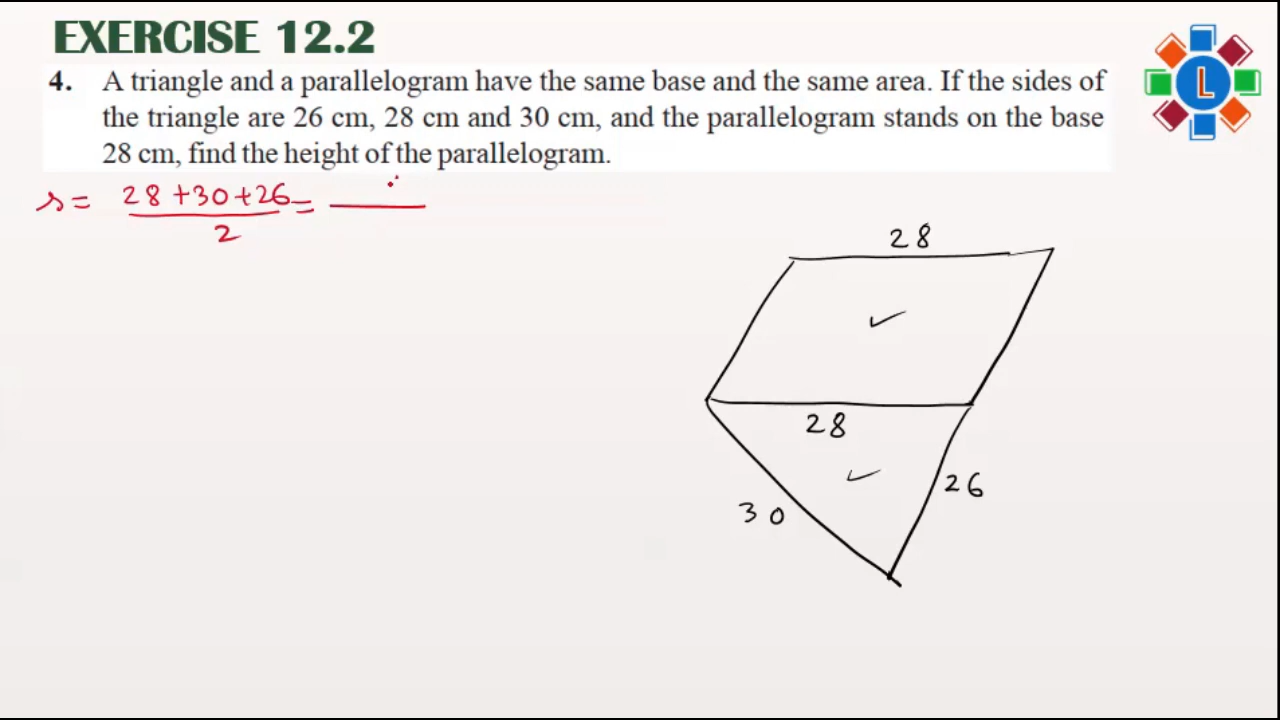 EXERCISE 12.2
4. A triangle and a parallelogram have the same base and the same area. If the sides of
the triangle are 26 cm, 28 cm and 30 cm, and the parallelogram stands on the base
28 cm, find the height of the parallelogram.
L
s = 28+30+26 =
2
28
28
26
30